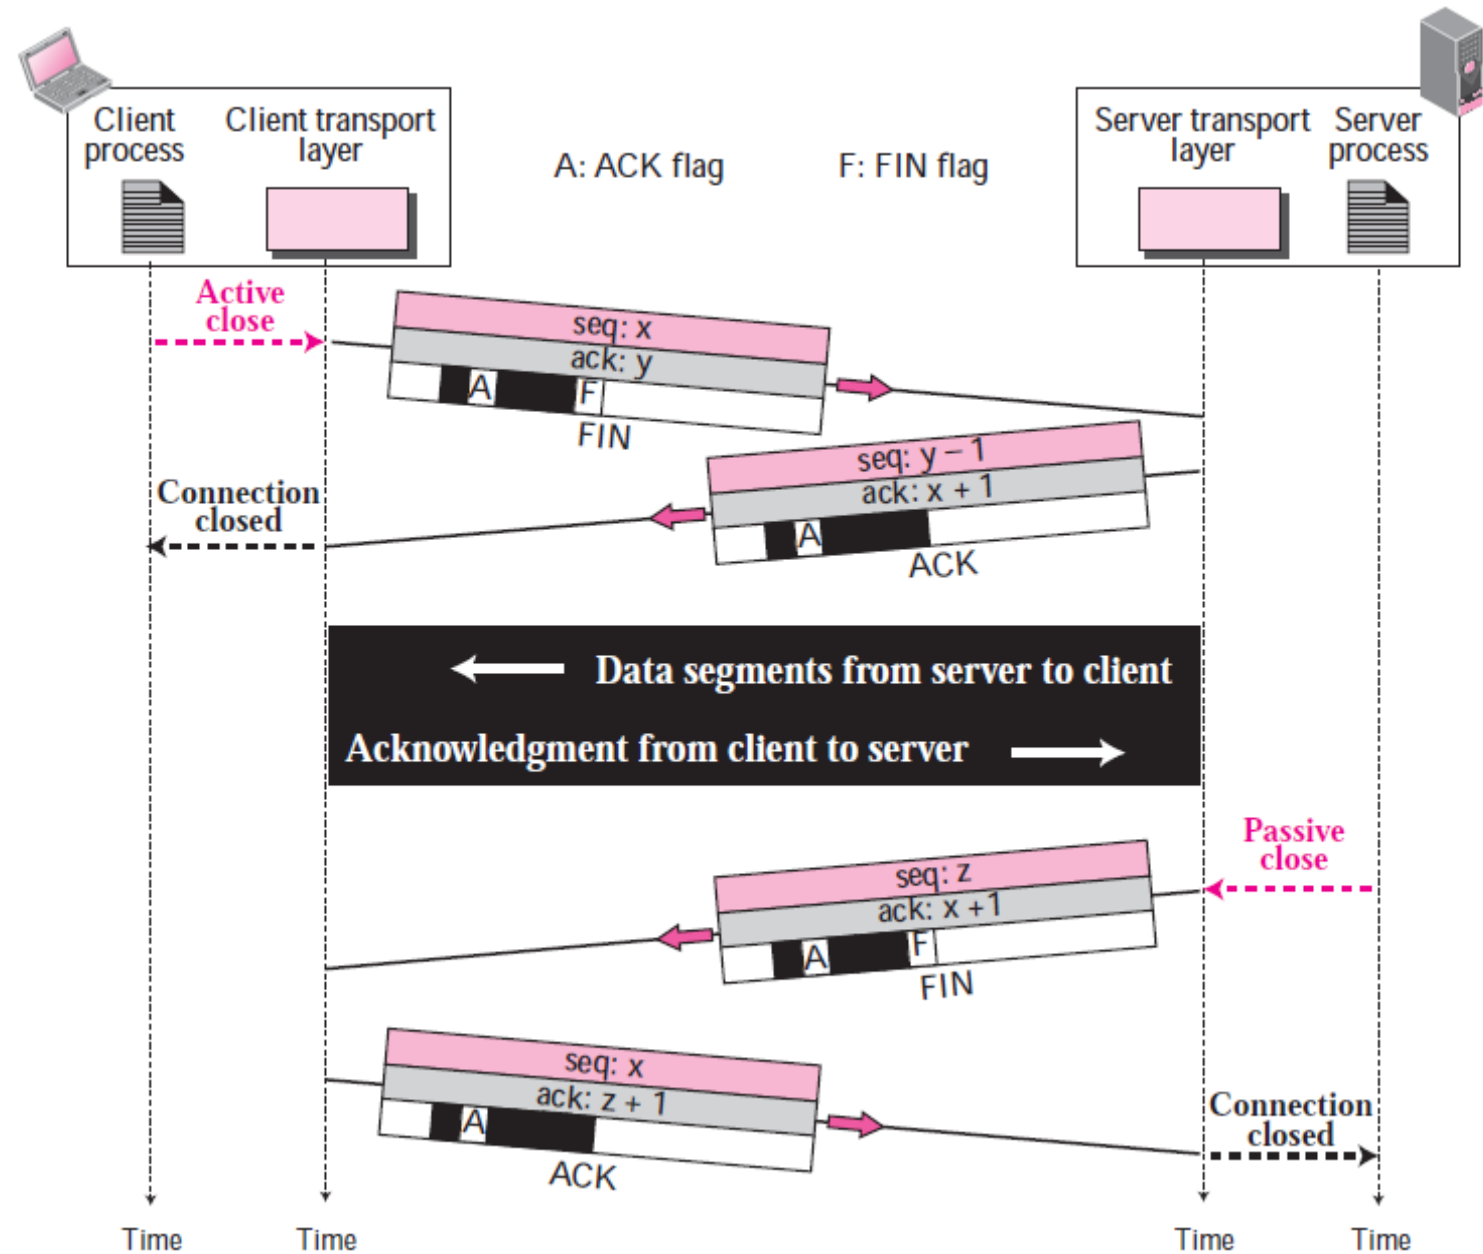 Client process
Client transport layer
A: ACK flag
F: FIN flag
Server transport layer
Server process
Active close
seq: x
ack: y
A F
FIN
seq: y – 1
ack: x + 1
A
ACK
Connection closed
Data segments from server to client
Acknowledgment from client to server
Passive close
seq: z
ack: x +1
A F
FIN
seq: x
ack: z + 1
A
ACK
Connection closed
Time
Time
Time
Time